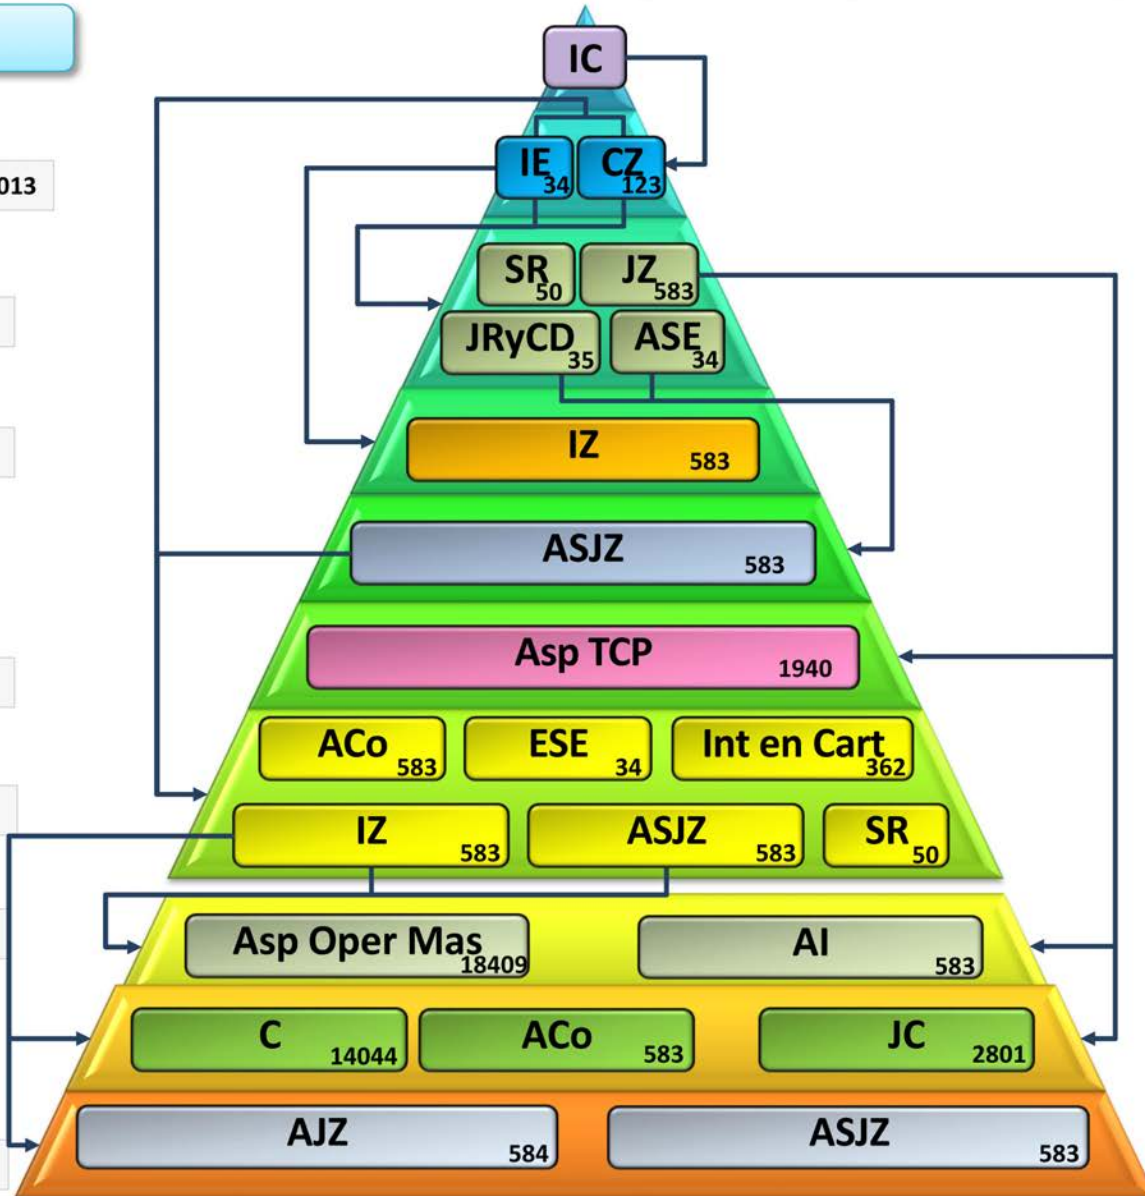 IC
013
IE
34
CZ
123
SR
50
JZ
583
JRyCD
35
ASE
34
IZ
583
ASJZ
583
Asp TCP
1940
ACo
583
ESE
34
Int en Cart
362
IZ
583
ASJZ
583
SR
50
Asp Oper Mas
18409
AI
583
C
14044
ACo
583
JC
2801
AJZ
584
ASJZ
583